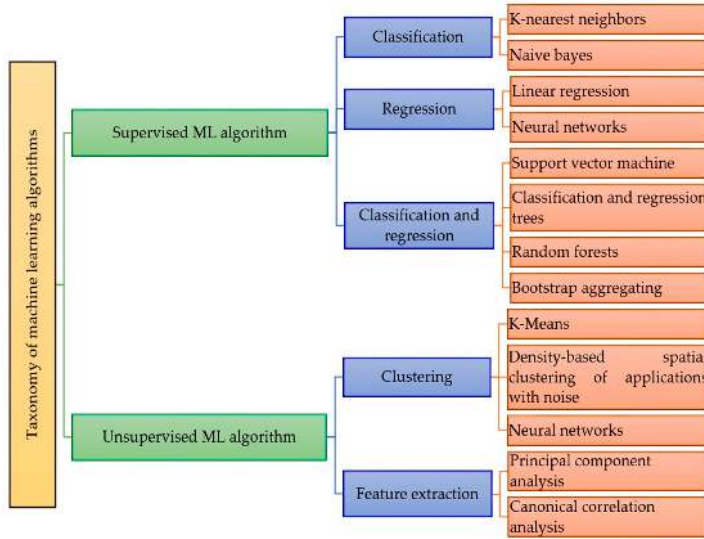 Taxonomy of machine learning algorithms
Supervised ML algorithm
Classification
K-nearest neighbors
Naive bayes
Regression
Linear regression
Neural networks
Classification and
regression
Support vector machine
Classification and regression
trees
Random forests
Bootstrap aggregating
Unsupervised ML algorithm
Clustering
K-Means
Density-based spatial
clustering of applications
with noise
Neural networks
Feature extraction
Principal component
analysis
Canonical correlation
analysis